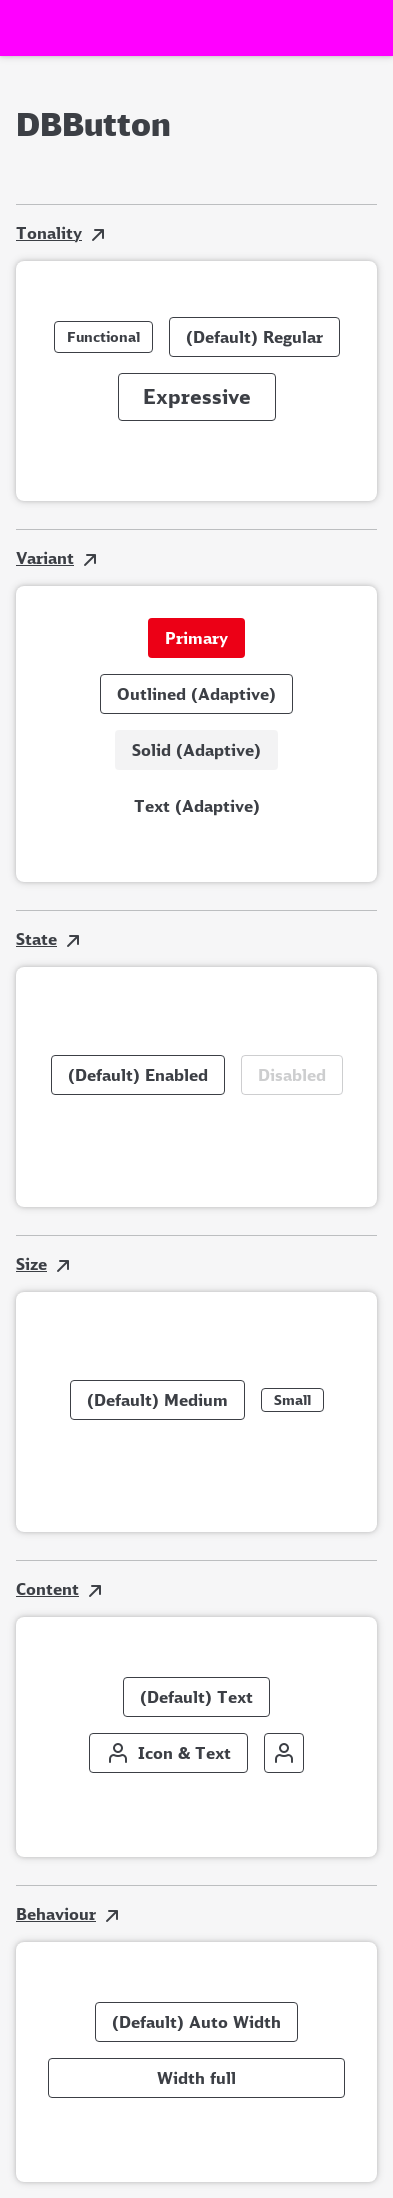 DBButton
Tonality
Functional (Default) Regular
Expressive
Variant
Primary
Outlined (Adaptive)
Solid (Adaptive)
Text (Adaptive)
State
(Default) Enabled Disabled
Size
(Default) Medium Small
Content
(Default) Text
Icon & Text
Behaviour
(Default) Auto Width
Width full